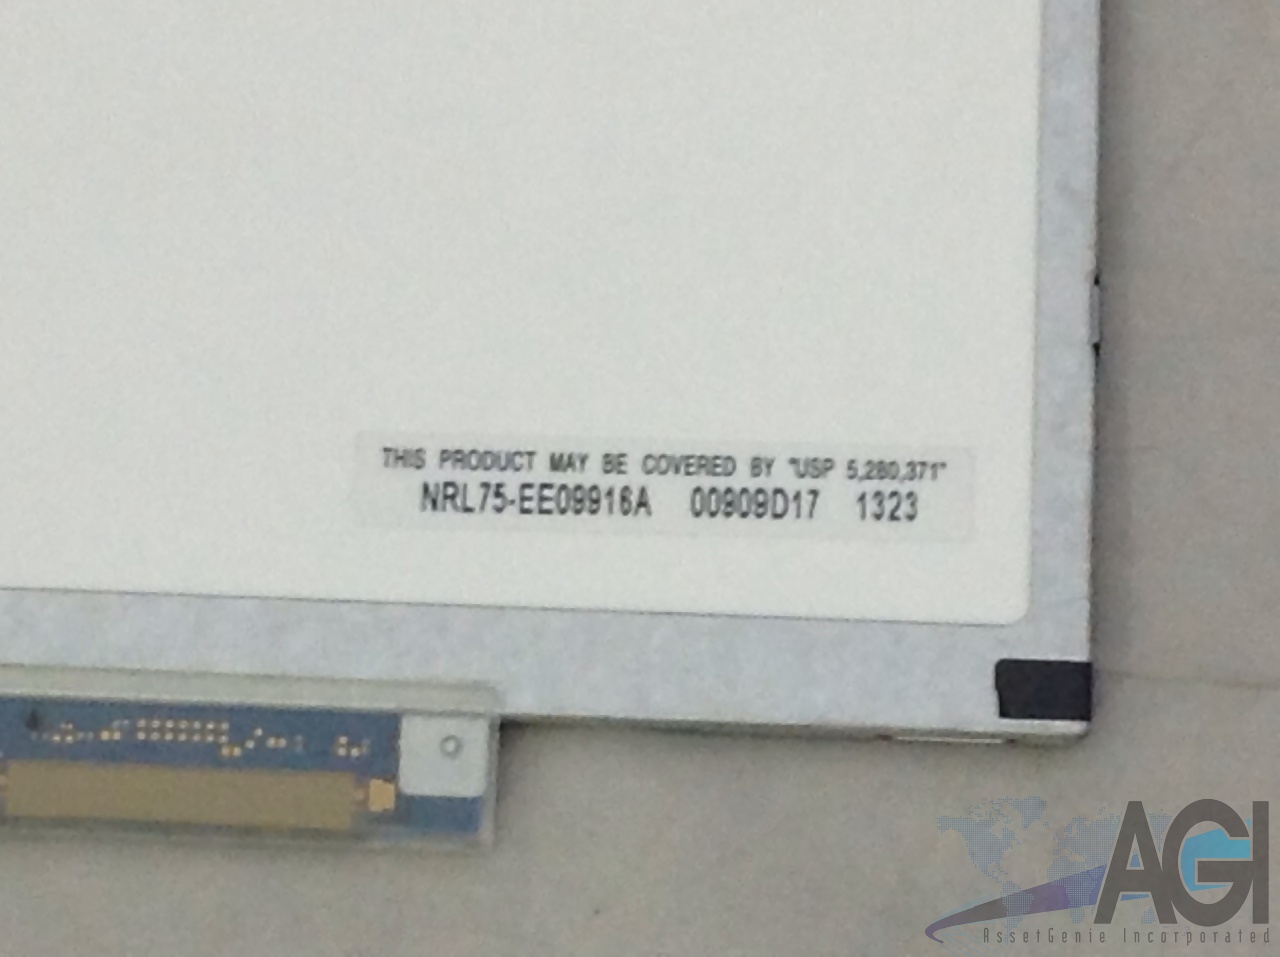 THIS PRODUCT MAY BE COVERED BY "USP 5,280,371"
NRL75-EE09916A 00909D17 1323
AGI
AssetGenie Incorporated